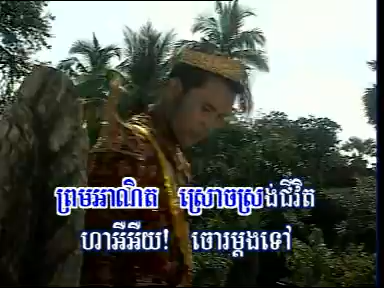 ព្រមអាណិត ស្រោចស្រង់ជីវិត
ហាអឺអឺយ! ចោរម្ដងទៅ